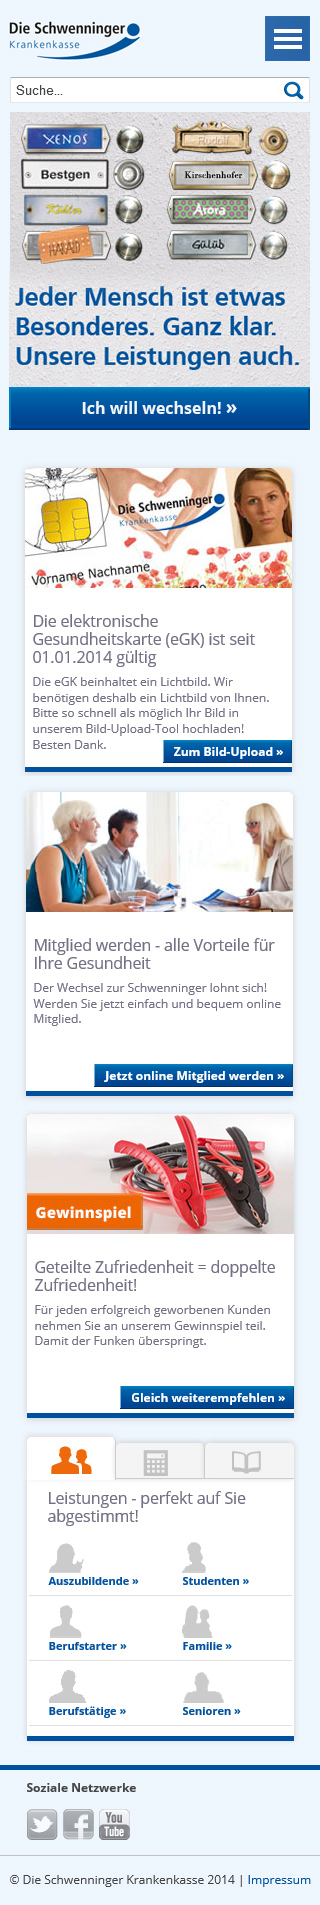 Die Schwenninger
Krankenkasse
Suche...
XENOS
Rudolf
Bestgen
Kirschenhofer
Köhler
Arora
HARALD
Gülüb
Jeder Mensch ist etwas
Besonderes. Ganz klar.
Unsere Leistungen auch.
Ich will wechseln! »
Die Schwenninger
Krankenkasse
Vorname Nachname
Die elektronische
Gesundheitskarte (eGK) ist seit
01.01.2014 gültig
Die eGK beinhaltet ein Lichtbild. Wir
benötigen deshalb ein Lichtbild von Ihnen.
Bitte so schnell als möglich Ihr Bild in
unserem Bild-Upload-Tool hochladen!
Besten Dank.
Zum Bild-Upload »
Mitglied werden - alle Vorteile für
Ihre Gesundheit
Der Wechsel zur Schwenninger lohnt sich!
Werden Sie jetzt einfach und bequem online
Mitglied.
Jetzt online Mitglied werden »
Gewinnspiel
Geteilte Zufriedenheit = doppelte
Zufriedenheit!
Für jeden erfolgreich geworbenen Kunden
nehmen Sie an unserem Gewinnspiel teil.
Damit der Funken überspringt.
Gleich weiterempfehlen »
Leistungen - perfekt auf Sie
abgestimmt!
Auszubildende »
Studenten »
Berufstarter »
Familie »
Berufstätige »
Senioren »
Soziale Netzwerke
You
Tube
© Die Schwenninger Krankenkasse 2014 | Impressum